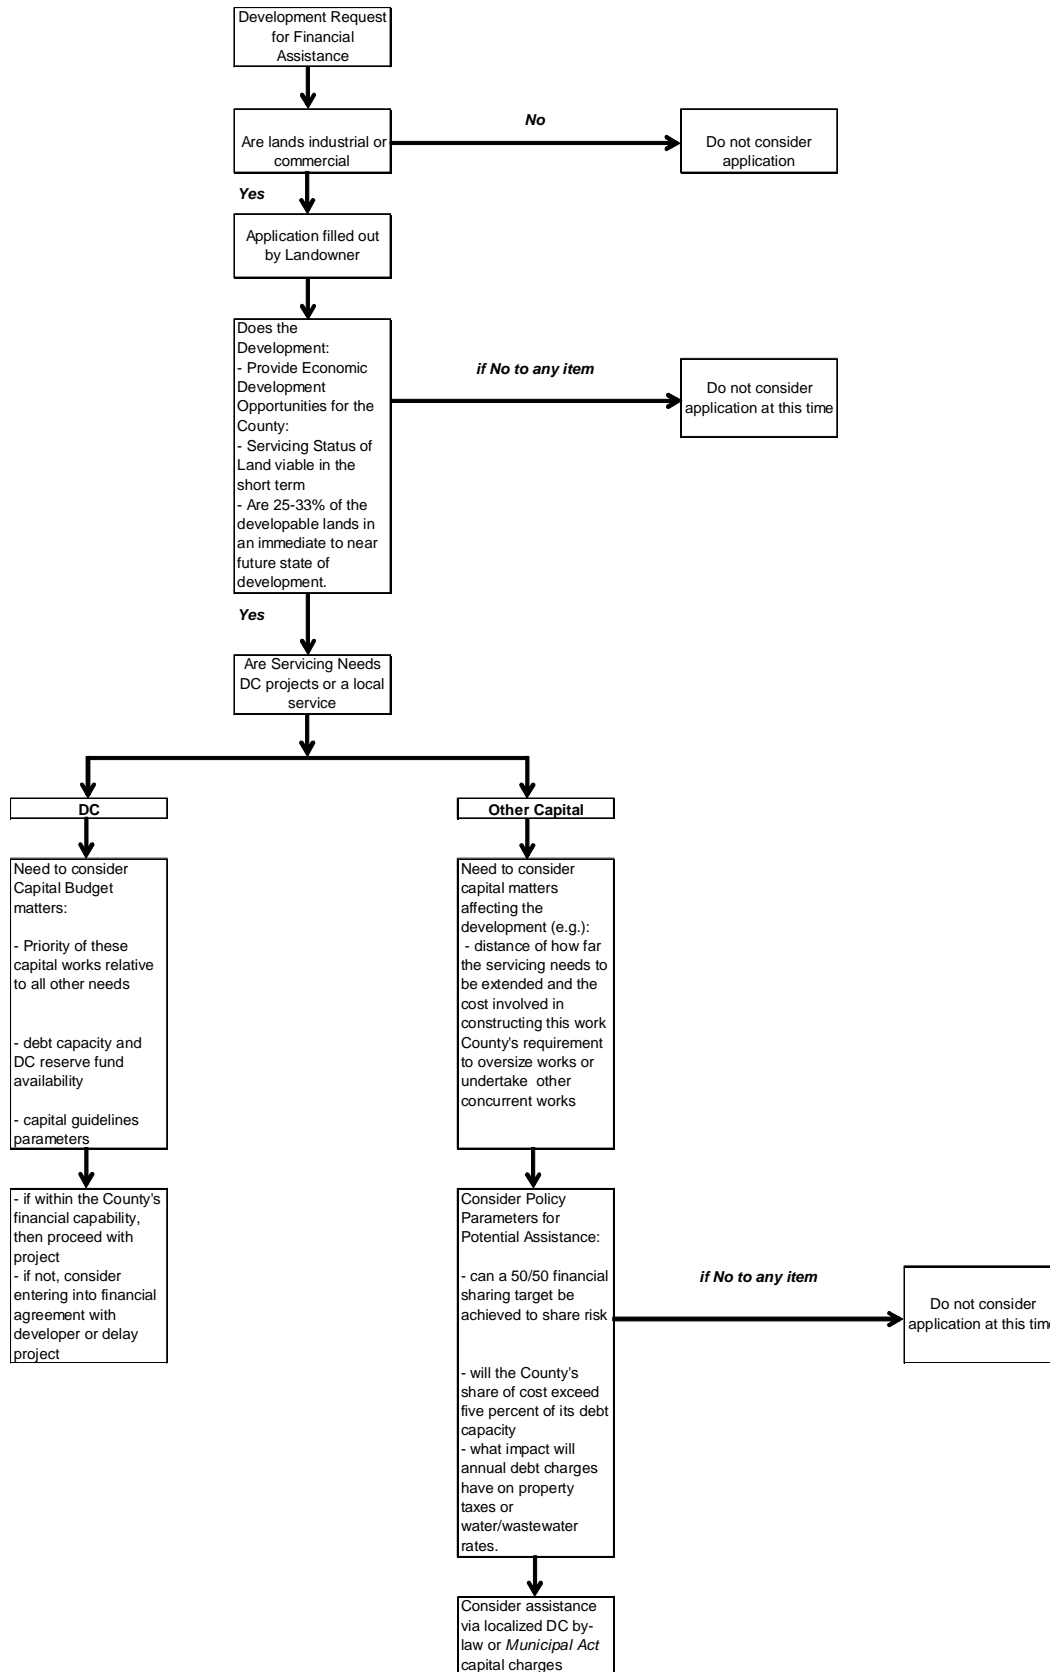 Development Request
for Financial
Assistance
Are lands industrial or
commercial
No
Do not consider
application
Yes
Application filled out
by Landowner
Does the
Development:
- Provide Economic
Development
Opportunities for the
County:
- Servicing Status of
Land viable in the
short term
- Are 25-33% of the
developable lands in
an immediate to near
future state of
development.
if No to any item
Do not consider
application at this time
Yes
Are Servicing Needs
DC projects or a local
service
DC
Need to consider
Capital Budget
matters:
- Priority of these
capital works relative
to all other needs
- debt capacity and
DC reserve fund
availability
- capital guidelines
parameters
- if within the County's
financial capability,
then proceed with
project
- if not, consider
entering into financial
agreement with
developer or delay
project
Other Capital
Need to consider
capital matters
affecting the
development (e.g.):
- distance of how far
the servicing needs to
be extended and the
cost involved in
constructing this work
County's requirement
to oversize works or
undertake other
concurrent works
Consider Policy
Parameters for
Potential Assistance:
- can a 50/50 financial
sharing target be
achieved to share risk
- will the County's
share of cost exceed
five percent of its debt
capacity
- what impact will
annual debt charges
have on property
taxes or
water/wastewater
rates.
if No to any item
Do not consider
application at this time
Consider assistance
via localized DC by-
law or Municipal Act
capital charges